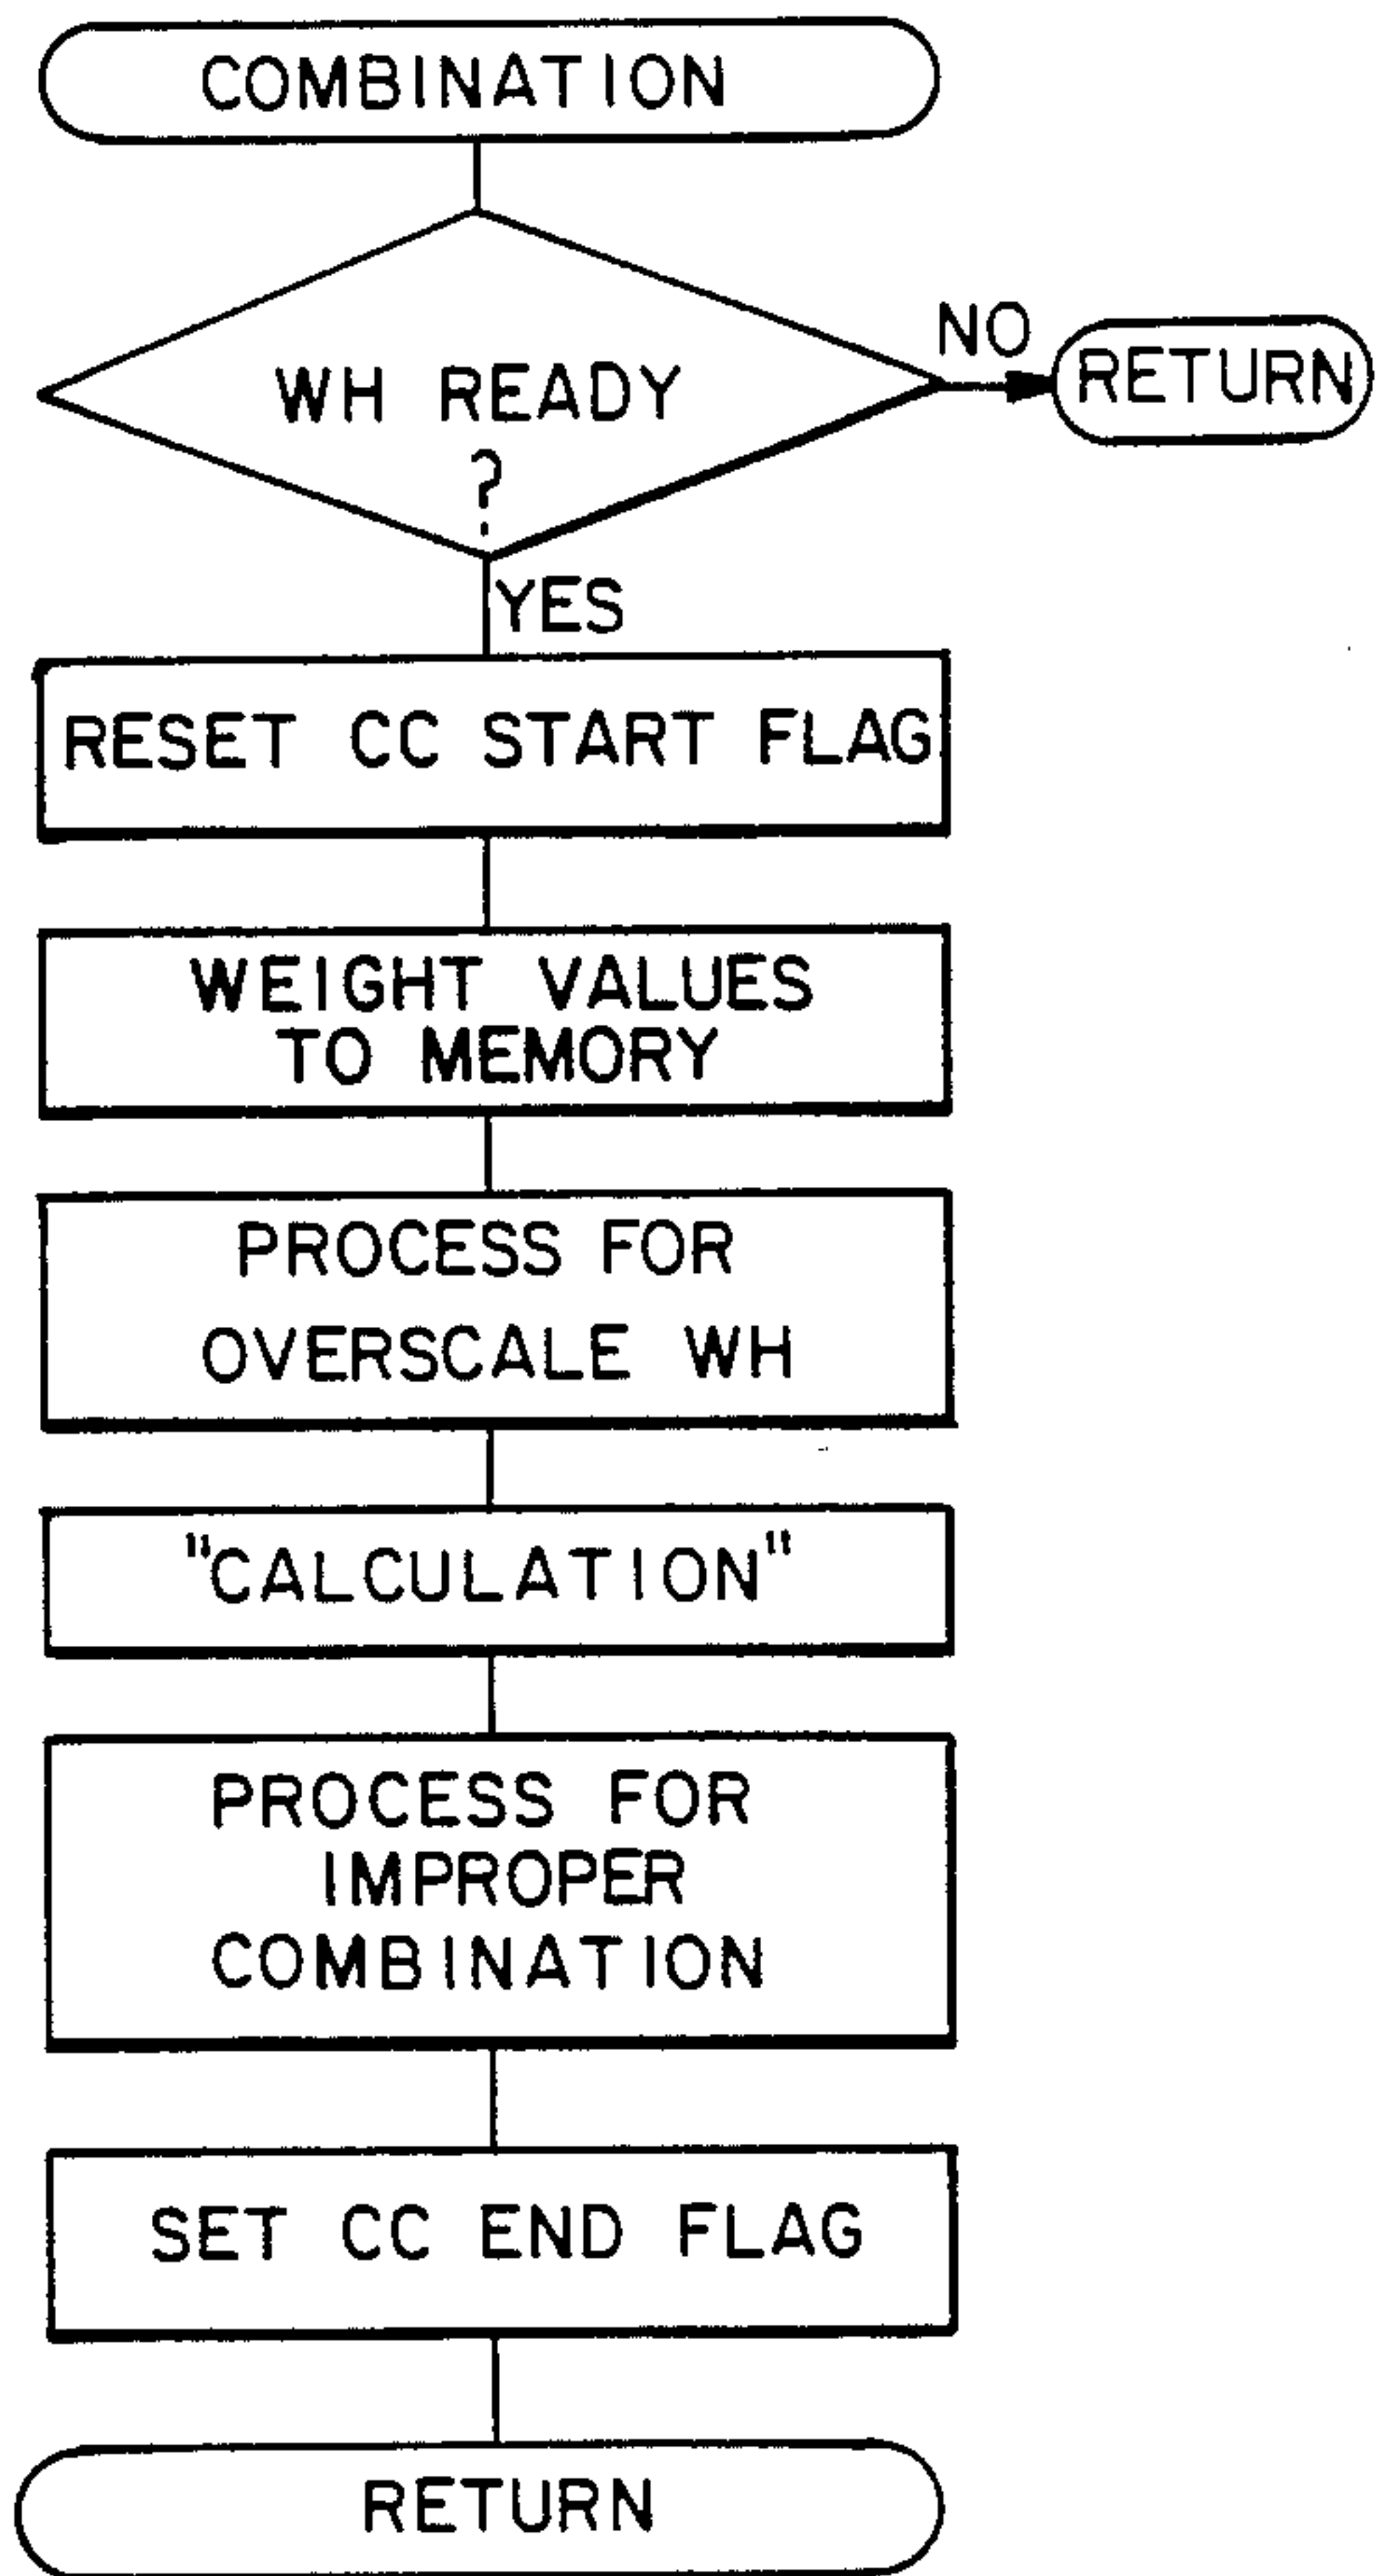 COMBINATION
WH READY
?
NO
RETURN
YES
RESET CC START FLAG
WEIGHT VALUES
TO MEMORY
PROCESS FOR
OVERSCALE WH
"CALCULATION"
PROCESS FOR
IMPROPER
COMBINATION
SET CC END FLAG
RETURN